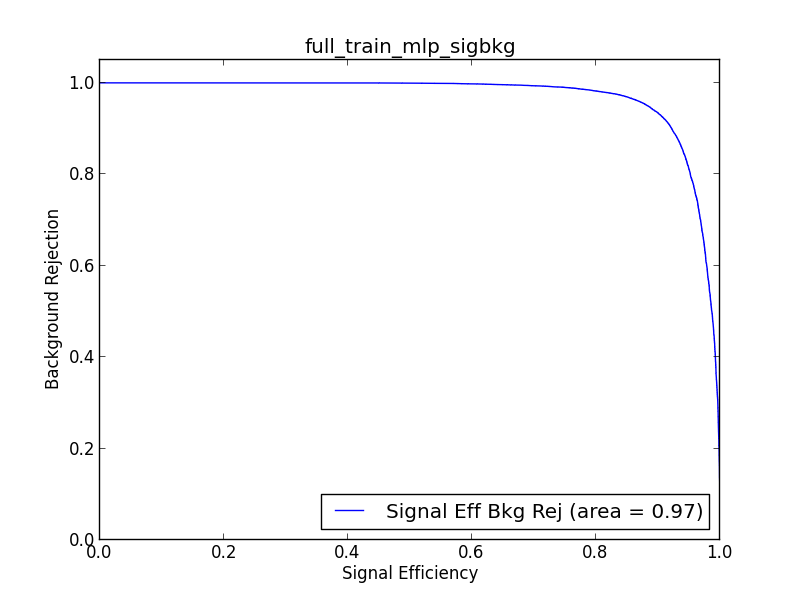 full_train_mlp_sigbkg
1.0
0.8
0.6
0.4
0.2
0.0
Background Rejection
Signal Eff Bkg Rej (area = 0.97)
0.0 0.2 0.4 0.6 0.8 1.0
Signal Efficiency